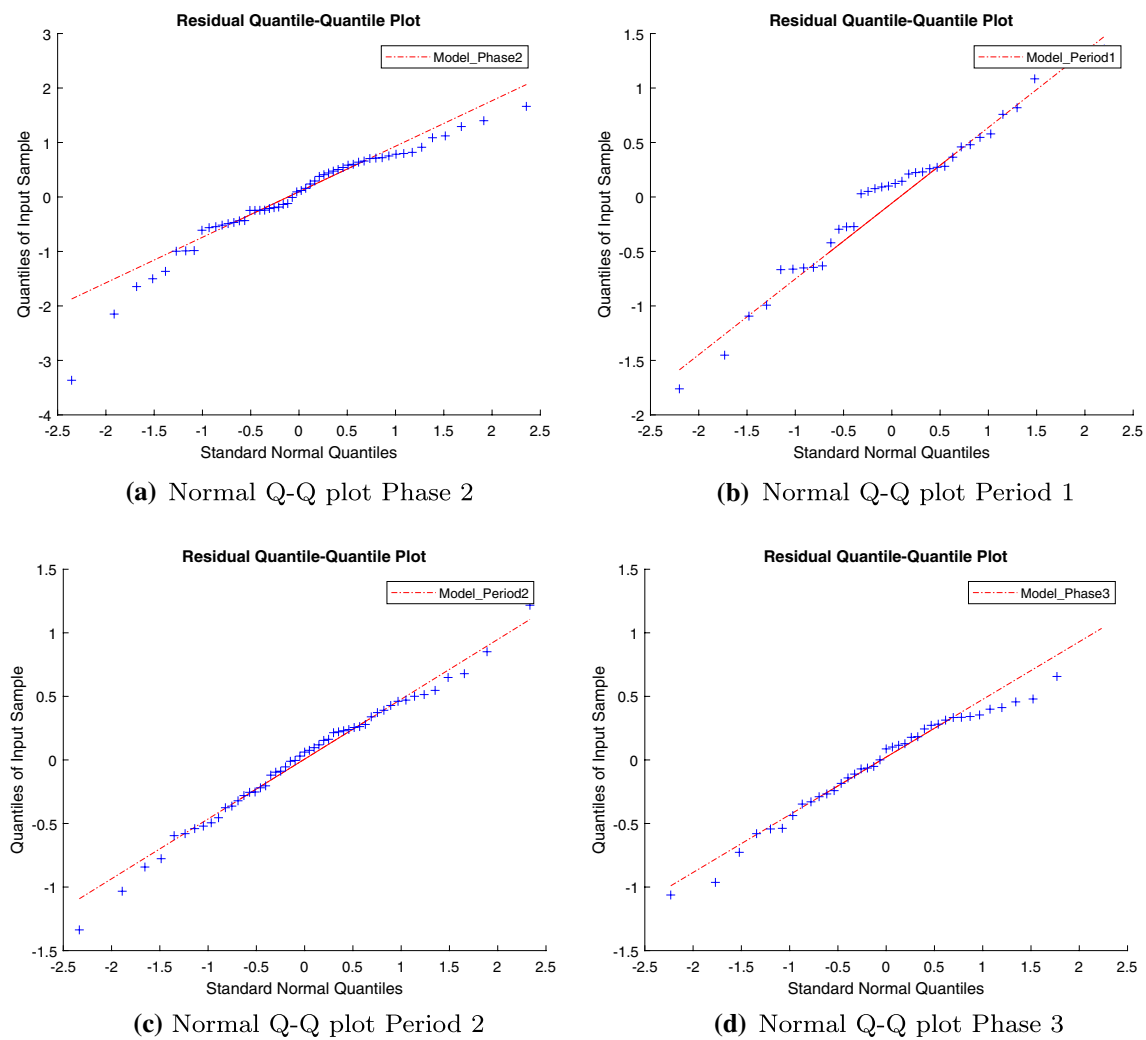 Residual Quantile-Quantile Plot
Model_Phase2
Quantiles of Input Sample
3
2
1
0
-1
-2
-3
-4
-2.5 -2 -1.5 -1 -0.5 0 0.5 1 1.5 2 2.5
Standard Normal Quantiles
(a) Normal Q-Q plot Phase 2
Residual Quantile-Quantile Plot
Model_Period1
Quantiles of Input Sample
1.5
1
0.5
0
-0.5
-1
-1.5
-2
-2.5 -2 -1.5 -1 -0.5 0 0.5 1 1.5 2 2.5
Standard Normal Quantiles
(b) Normal Q-Q plot Period 1
Residual Quantile-Quantile Plot
Model_Period2
Quantiles of Input Sample
1.5
1
0.5
0
-0.5
-1
-1.5
-2.5 -2 -1.5 -1 -0.5 0 0.5 1 1.5 2 2.5
Standard Normal Quantiles
(c) Normal Q-Q plot Period 2
Residual Quantile-Quantile Plot
Model_Phase3
Quantiles of Input Sample
1.5
1
0.5
0
-0.5
-1
-1.5
-2.5 -2 -1.5 -1 -0.5 0 0.5 1 1.5 2 2.5
Standard Normal Quantiles
(d) Normal Q-Q plot Phase 3